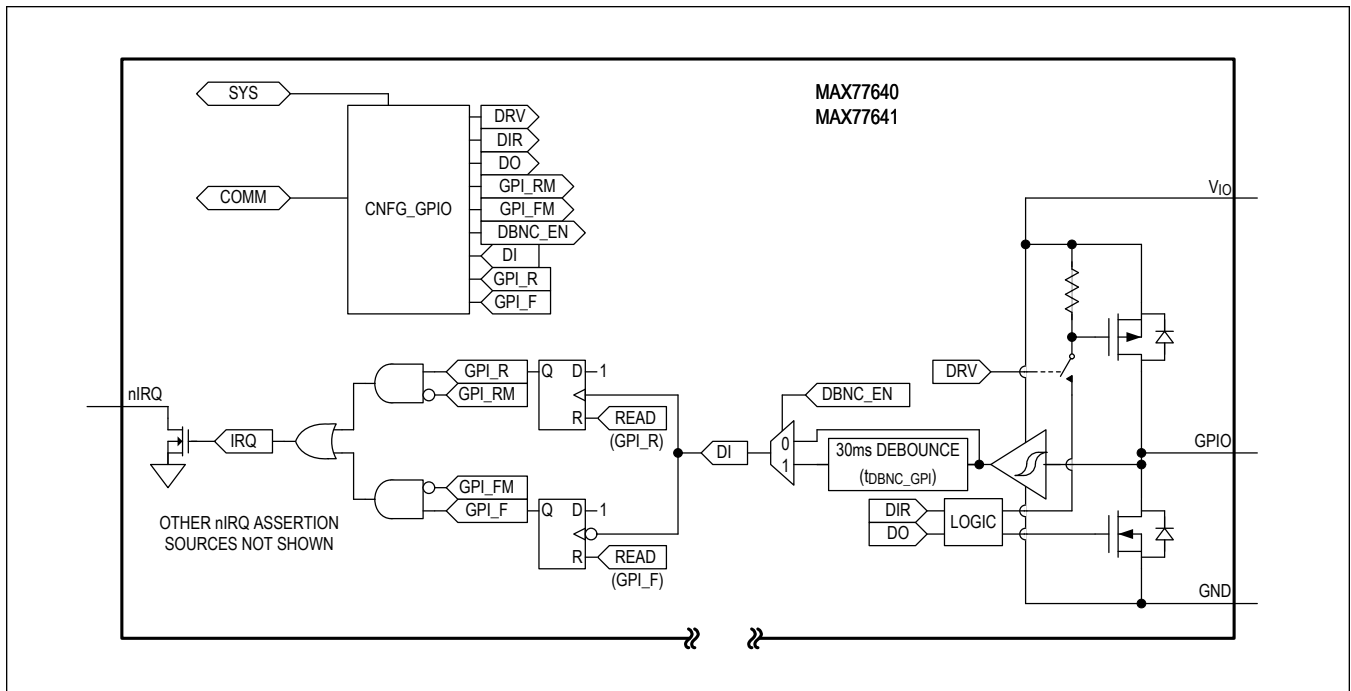 SYS
MAX77640
MAX77641
DRV
DIR
DO
GPI_RM
GPI_FM
DBNC_EN
DI
GPI_R
GPI_F
COMM
CNFG_GPIO
VIO
nIRQ
IRQ
GPI_R
GPI_RM
Q D 1
R
READ
(GPI_R)
GPI_FM
GPI_F
Q D 1
R
READ
(GPI_F)
OTHER nIRQ ASSERTION
SOURCES NOT SHOWN
DI
DBNC_EN
0
1
30ms DEBOUNCE
(tDBNC_GPI)
DRV
DIR
DO
LOGIC
GPIO
GND